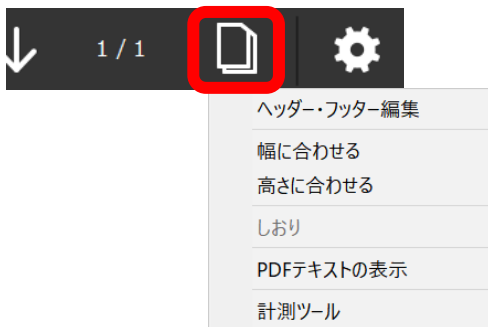 1 / 1
ヘッダー・フッター編集
幅に合わせる
高さに合わせる
しおり
PDFテキストの表示
計測ツール